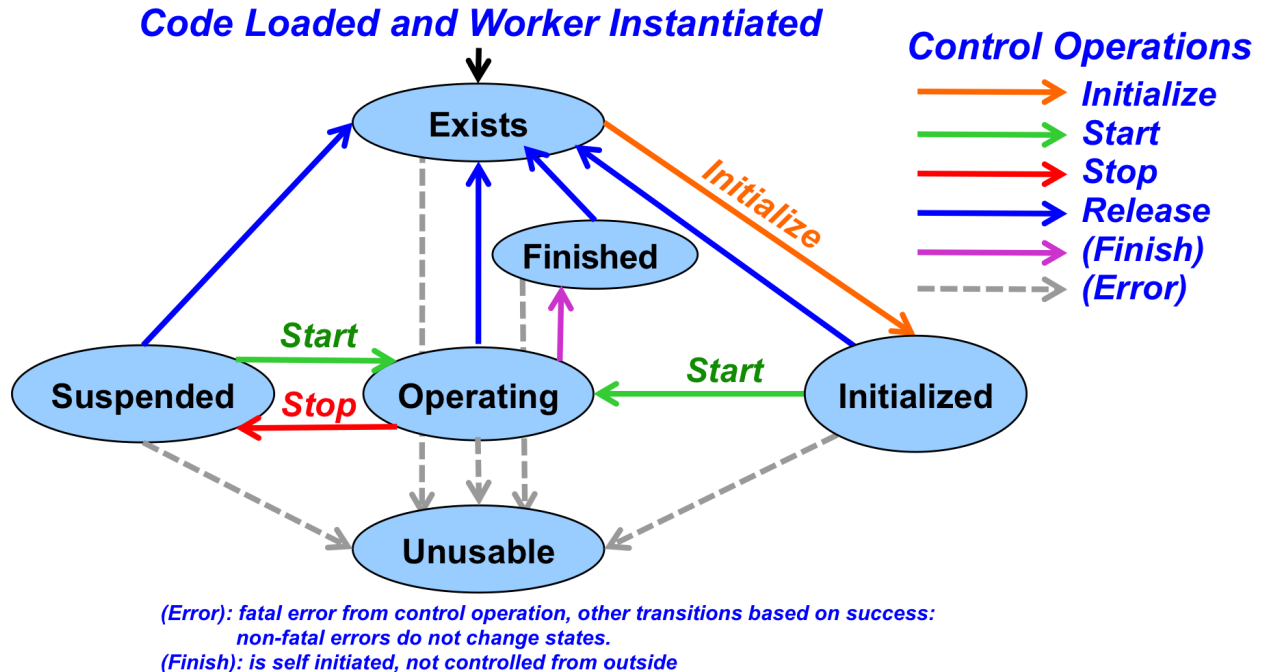 Code Loaded and Worker Instantiated
Control Operations
Initialize
Start
Stop
Release
(Finish)
(Error)
Exists
Initialize
Finished
Start
Start
Suspended
Operating
Initialized
Stop
Unusable
(Error): fatal error from control operation, other transitions based on success:
non-fatal errors do not change states.
(Finish): is self initiated, not controlled from outside